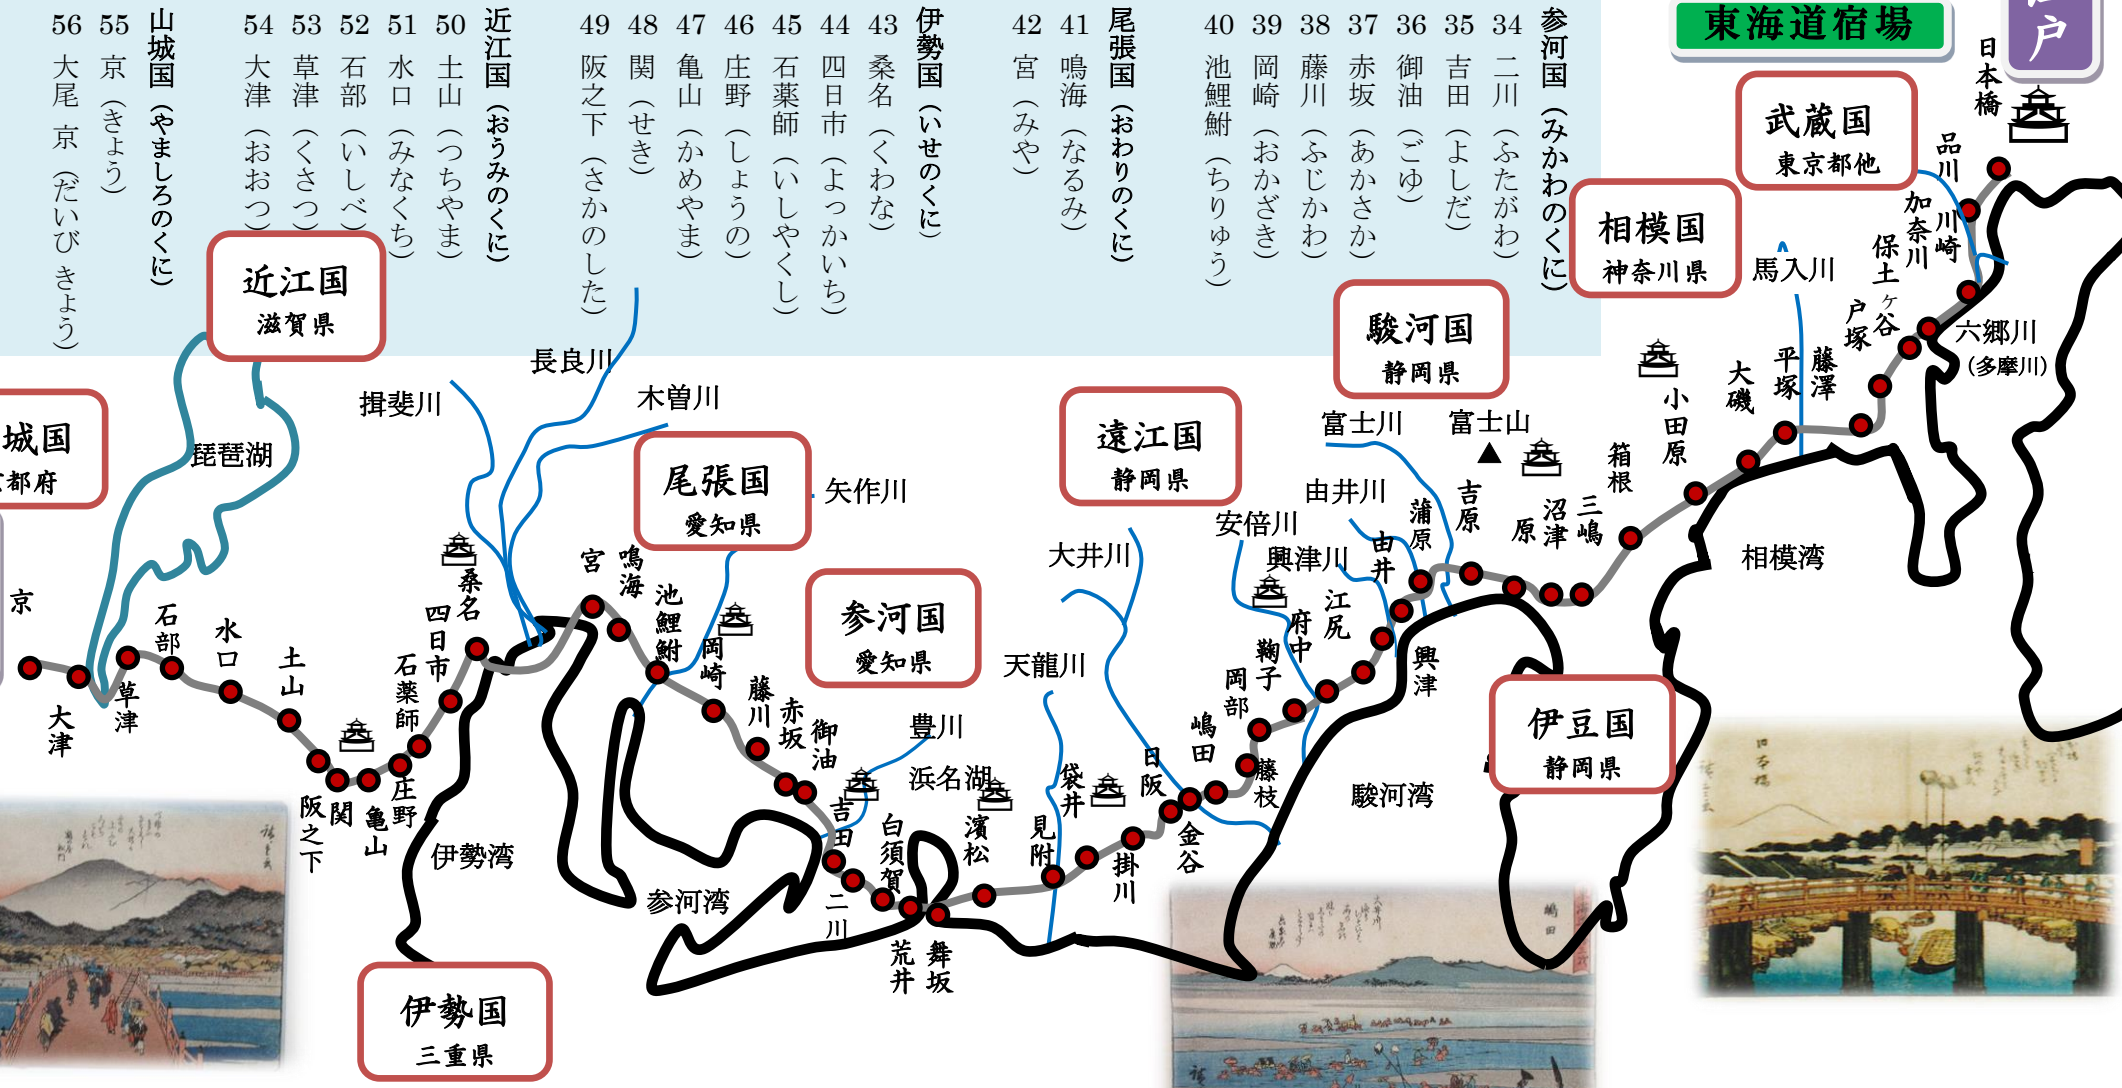 東海道宿場
戸
参河国(みかわのくに)
34 二川(ふたがわ)
35 吉田(よしだ)
36 御油(ごゆ)
37 赤坂(あかさか)
38 藤川(ふじかわ)
39 岡崎(おかざき)
40 池鯉鮒(ちりゅう)
尾張国(おわりのくに)
41 鳴海(なるみ)
42 宮(みや)
伊勢国(いせのくに)
43 桑名(くわな)
44 四日市(よっかいち)
45 石薬師(いしやくし)
46 庄野(しょうの)
47 亀山(かめやま)
48 関(せき)
49 阪之下(さかのした)
近江国(おうみのくに)
50 土山(つちやま)
51 水口(みなくち)
52 石部(いしべ)
53 草津(くさつ)
54 大津(おおつ)
山城国(やましろのくに)
55 京(きょう)
56 大尾 京(だいび きょう)
日本橋
武蔵国
東京都他
品川
川崎
加奈川
保土ヶ谷
戸塚
六郷川
(多摩川)
相模国
神奈川県
馬入川
藤澤
平塚
大磯
小田原
箱根
相模湾
駿河国
静岡県
富士川
富士山
三嶋
沼津
原
吉原
蒲原
由井川
由井
興津川
興津
安倍川
江尻
府中
鞠子
岡部
藤枝
嶋田
駿河湾
伊豆国
静岡県
遠江国
静岡県
大井川
金谷
日阪
掛川
袋井
見附
天龍川
濱松
浜名湖
舞坂
荒井
白須賀
二川
吉田
豊川
御油
赤坂
藤川
参河国
愛知県
岡崎
矢作川
池鯉鮒
鳴海
宮
尾張国
愛知県
参河湾
木曽川
長良川
揖斐川
桑名
四日市
石薬師
庄野
亀山
関
阪之下
伊勢湾
伊勢国
三重県
土山
水口
石部
草津
大津
琵琶湖
近江国
滋賀県
城国
都府
京
嶋田